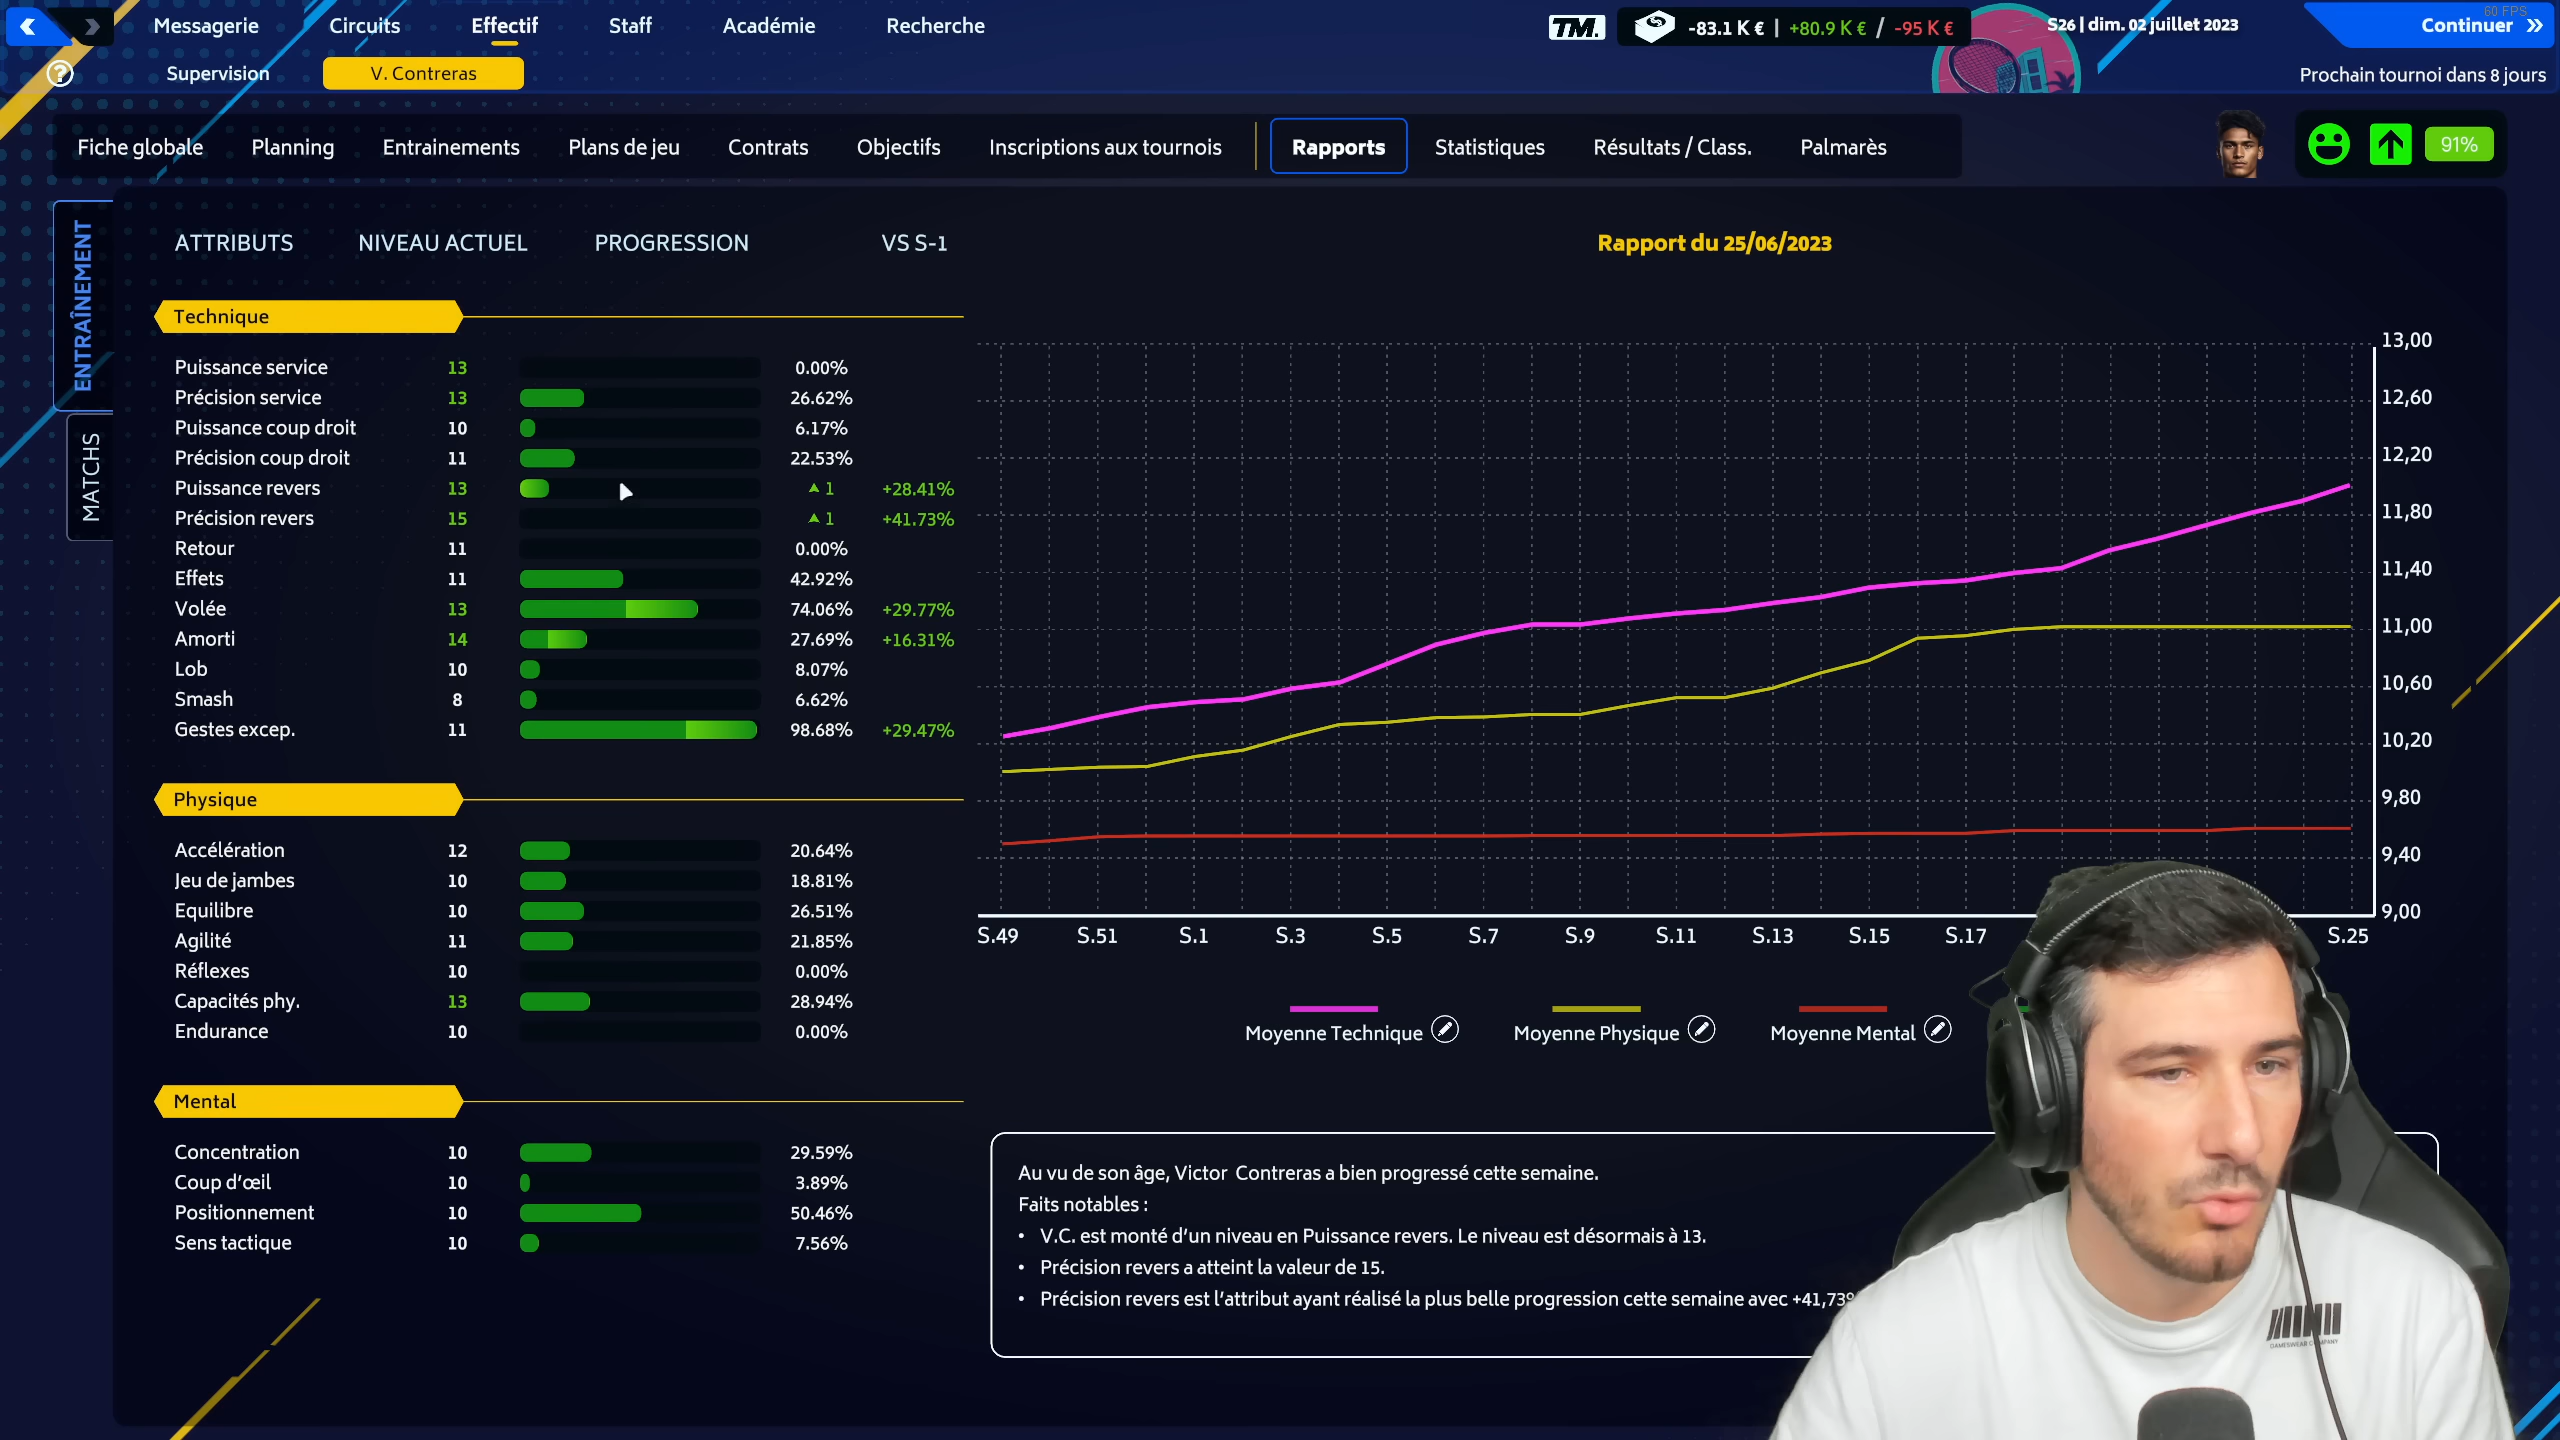 Messagerie Circuits Effectif Staff Académie Recherche
TM. -83.1 K € | +80.9 K € / -95 K €
S26 | dim. 02 juillet 2023
60 FPS
Continuer
Supervision V. Contreras
Prochain tournoi dans 8 jours
Fiche globale Planning Entrainements Plans de jeu Contrats Objectifs Inscriptions aux tournois Rapports Statistiques Résultats / Class. Palmarès
91%
ENTRAÎNEMENT
MATCHS
ATTRIBUTS NIVEAU ACTUEL PROGRESSION VS S-1
Technique
Puissance service 13 0.00%
Précision service 13 26.62%
Puissance coup droit 10 6.17%
Précision coup droit 11 22.53%
Puissance revers 13 1 +28.41%
Précision revers 15 1 +41.73%
Retour 11 0.00%
Effets 11 42.92%
Volée 13 74.06% +29.77%
Amorti 14 27.69% +16.31%
Lob 10 8.07%
Smash 8 6.62%
Gestes excep. 11 98.68% +29.47%
Physique
Accélération 12 20.64%
Jeu de jambes 10 18.81%
Equilibre 10 26.51%
Agilité 11 21.85%
Réflexes 10 0.00%
Capacités phy. 13 28.94%
Endurance 10 0.00%
Mental
Concentration 10 29.59%
Coup d'œil 10 3.89%
Positionnement 10 50.46%
Sens tactique 10 7.56%
Rapport du 25/06/2023
13,00
12,60
12,20
11,80
11,40
11,00
10,60
10,20
9,80
9,40
9,00
S.49 S.51 S.1 S.3 S.5 S.7 S.9 S.11 S.13 S.15 S.17 S.25
Moyenne Technique Moyenne Physique Moyenne Mental
Au vu de son âge, Victor Contreras a bien progressé cette semaine.
Faits notables :
• V.C. est monté d'un niveau en Puissance revers. Le niveau est désormais à 13.
• Précision revers a atteint la valeur de 15.
• Précision revers est l'attribut ayant réalisé la plus belle progression cette semaine avec +41,73%